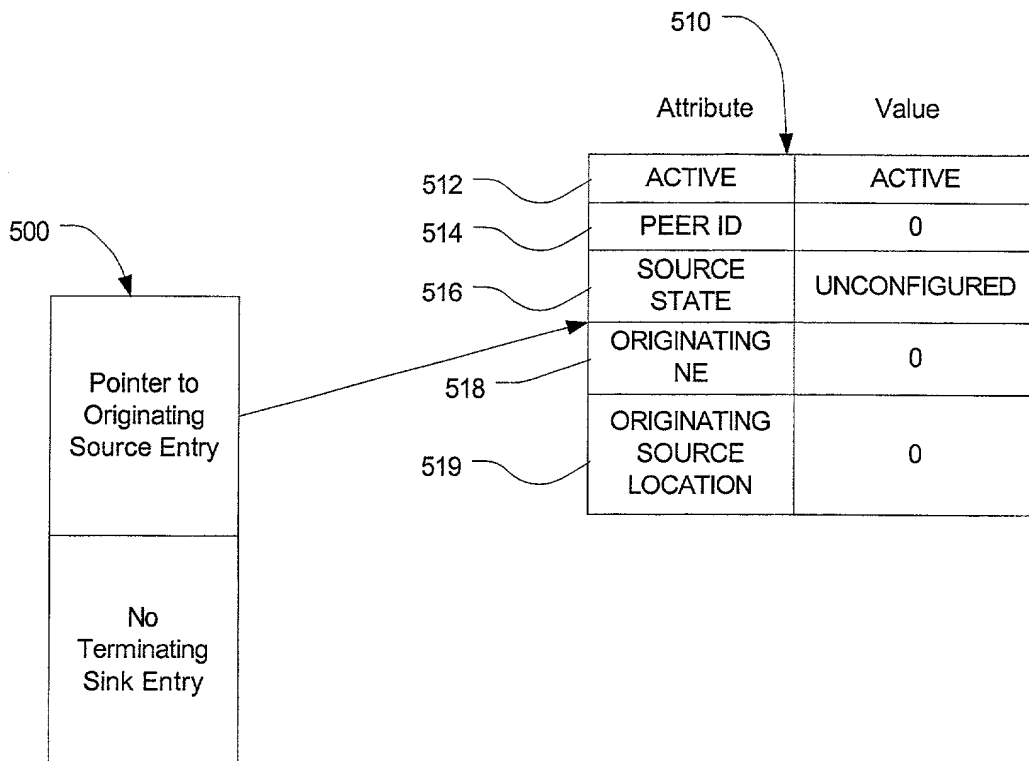 510
Attribute Value
512 ACTIVE ACTIVE
500
514 PEER ID 0
516 SOURCE
STATE UNCONFIGURED
518 ORIGINATING
NE 0
Pointer to
Originating
Source Entry
519 ORIGINATING
SOURCE
LOCATION 0
No
Terminating
Sink Entry